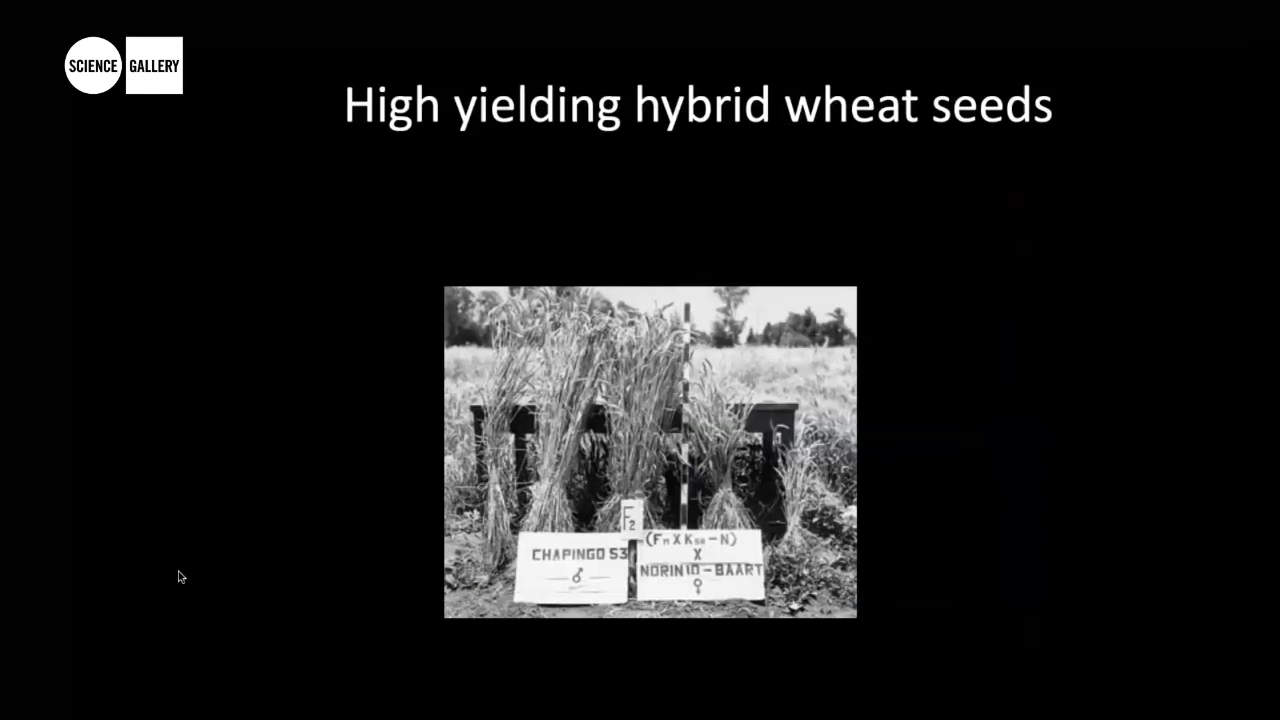 SCIENCE GALLERY
High yielding hybrid wheat seeds
F2
CHAPINGO 53
♂
(Fn X K58 - N)
X
NORIN 10 - BAART
♀